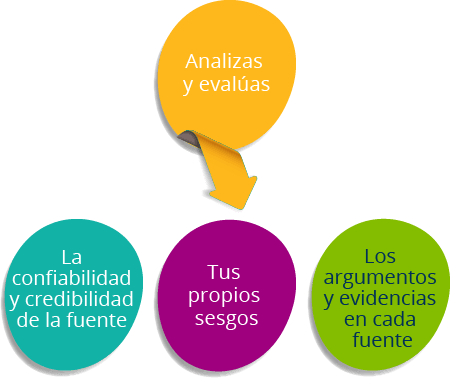 Analizas
y evalúas
La
confiabilidad
y credibilidad
de la fuente
Tus
propios
sesgos
Los
argumentos
y evidencias
en cada
fuente